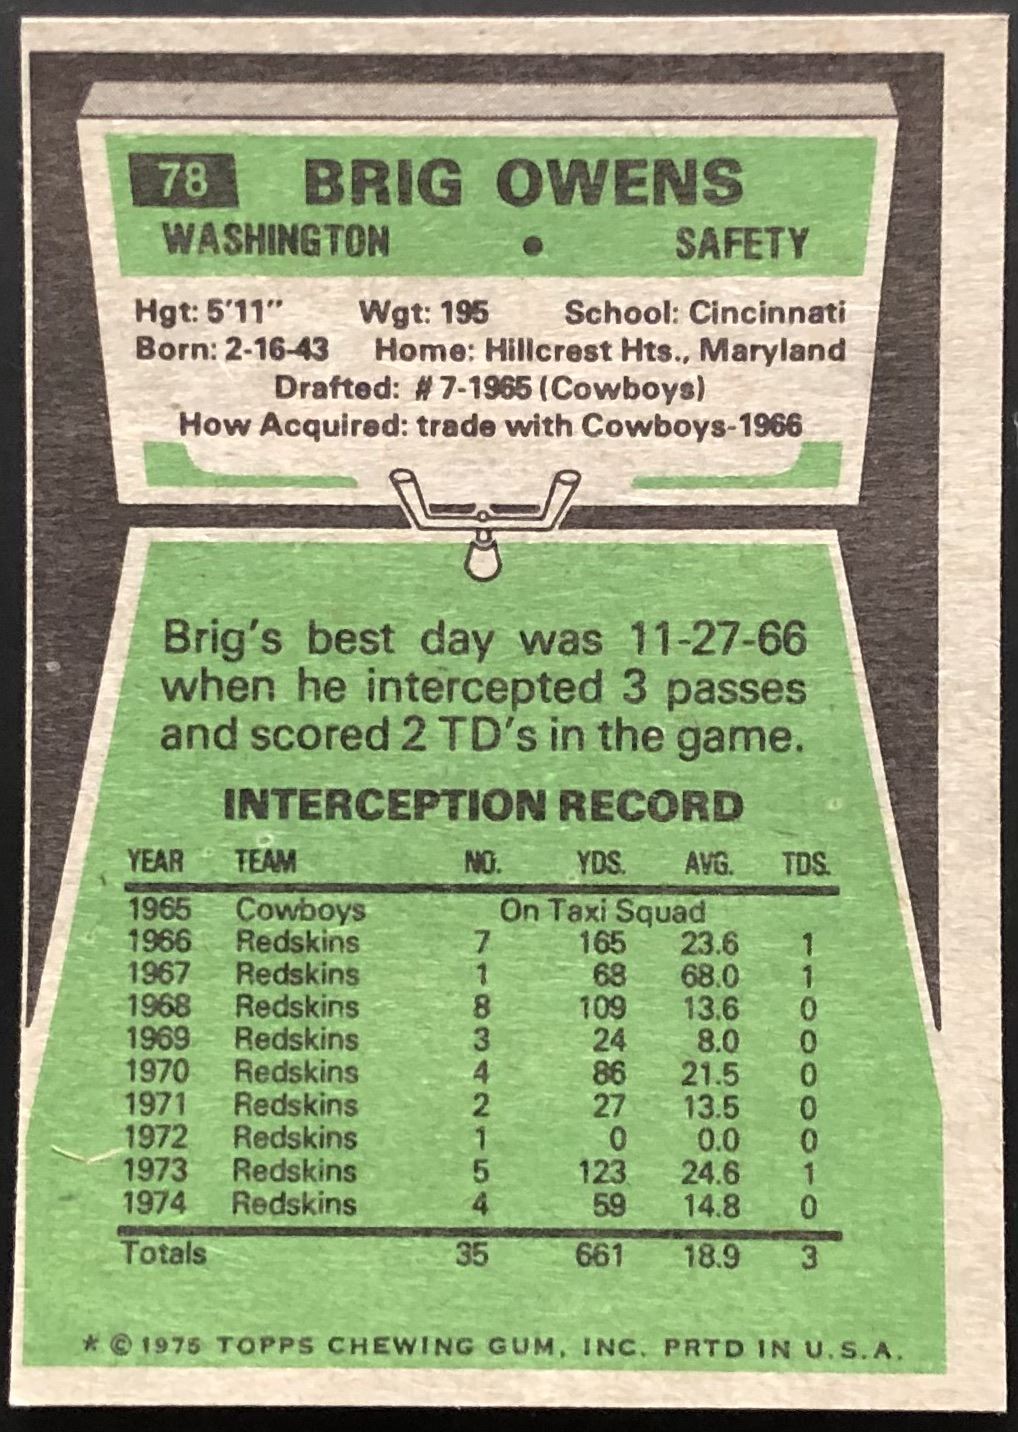 78 BRIG OWENS
WASHINGTON • SAFETY
Hgt: 5'11" Wgt: 195 School: Cincinnati
Born: 2-16-43 Home: Hillcrest Hts., Maryland
Drafted: #7-1965 (Cowboys)
How Acquired: trade with Cowboys-1966
Brig's best day was 11-27-66
when he intercepted 3 passes
and scored 2 TD's in the game.
INTERCEPTION RECORD
YEAR TEAM NO. YDS. AVG. TDS.
1965 Cowboys On Taxi Squad
1966 Redskins 7 165 23.6 1
1967 Redskins 1 68 68.0 1
1968 Redskins 8 109 13.6 0
1969 Redskins 3 24 8.0 0
1970 Redskins 4 86 21.5 0
1971 Redskins 2 27 13.5 0
1972 Redskins 1 0 0.0 0
1973 Redskins 5 123 24.6 1
1974 Redskins 4 59 14.8 0
Totals 35 661 18.9 3
* © 1975 TOPPS CHEWING GUM, INC. PRTD IN U.S.A.